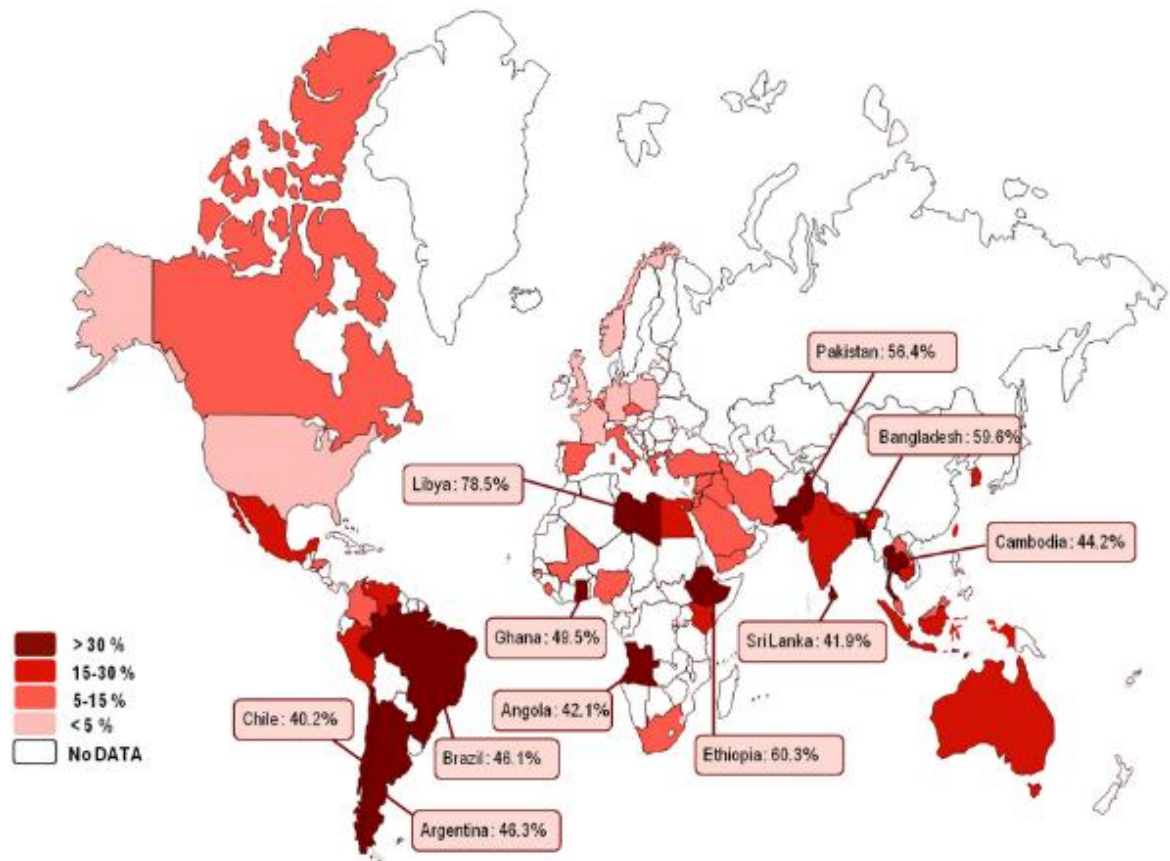 Pakistan: 56.4%
Bangladesh: 59.6%
Libya: 78.5%
Cambodia: 44.2%
Ghana: 49.5%
Sri Lanka: 41.9%
> 30 %
15-30 %
5-15 %
< 5 %
No DATA
Chile: 40.2%
Angola: 42.1%
Brazil: 46.1%
Ethiopia: 60.3%
Argentina: 46.3%